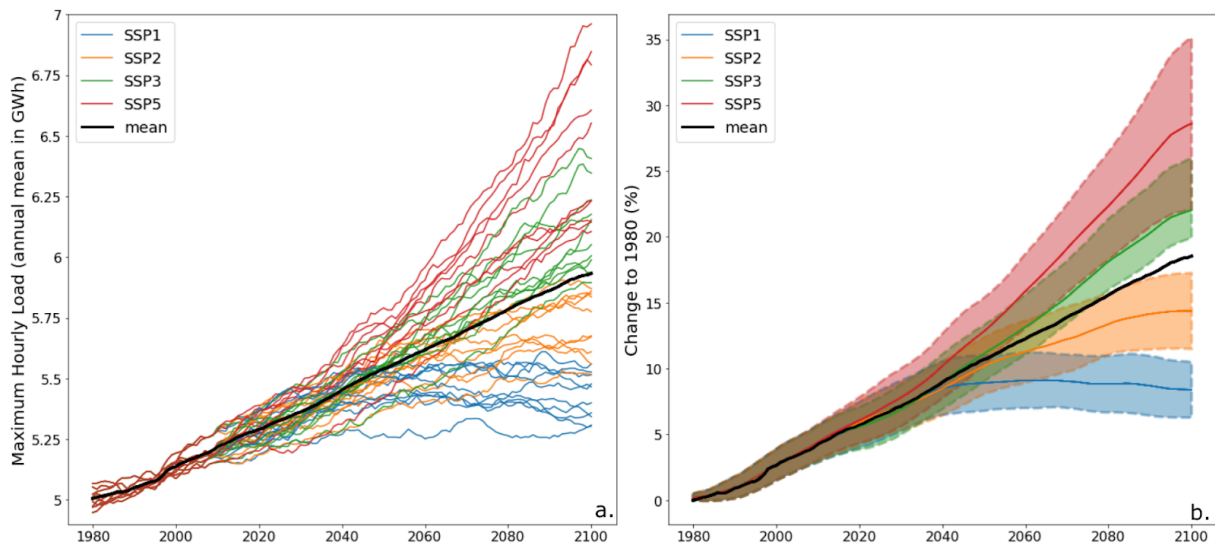 Maximum Hourly Load (annual mean in GWh)
7
6.75
6.5
6.25
6
5.75
5.5
5.25
5
SSP1
SSP2
SSP3
SSP5
mean
a.
1980 2000 2020 2040 2060 2080 2100
Change to 1980 (%)
35
30
25
20
15
10
5
0
SSP1
SSP2
SSP3
SSP5
mean
b.
1980 2000 2020 2040 2060 2080 2100